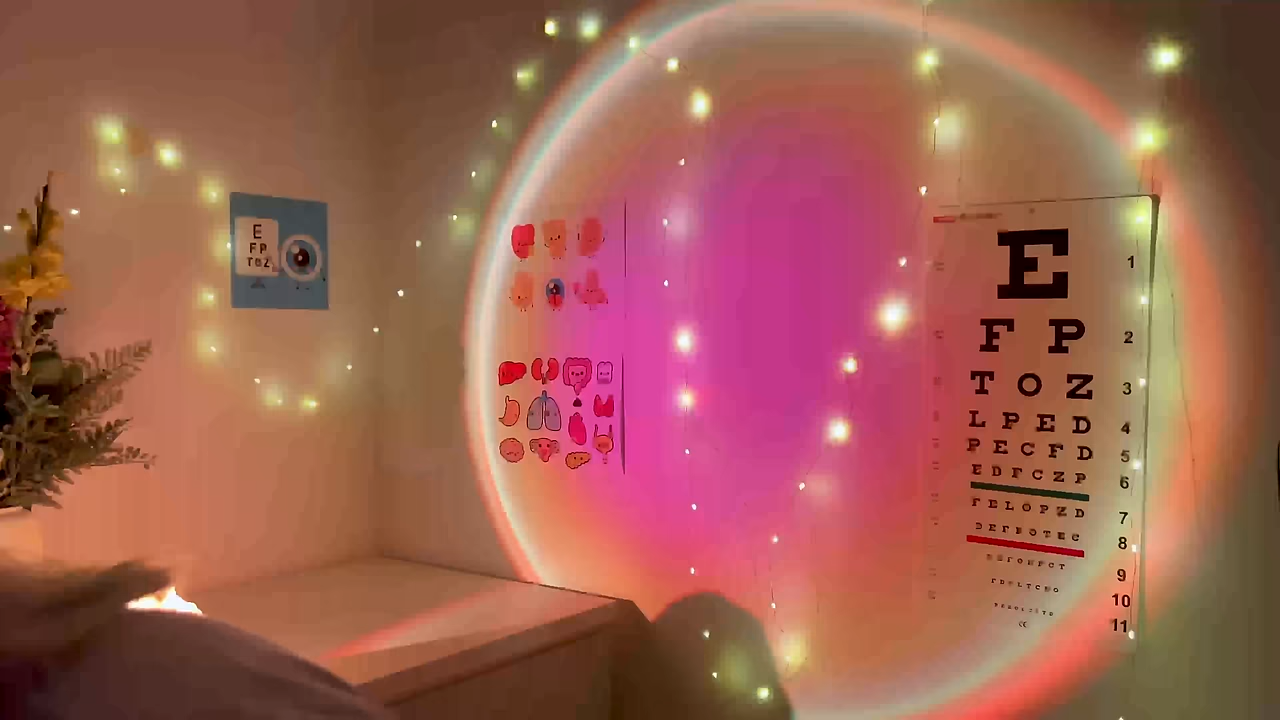 E
F P
T O Z
E 1
F P 2
T O Z 3
L P E D 4
P E C F D 5
E D F C Z P 6
F E L O P Z D 7
D E F P O T E C 8
9
10
11